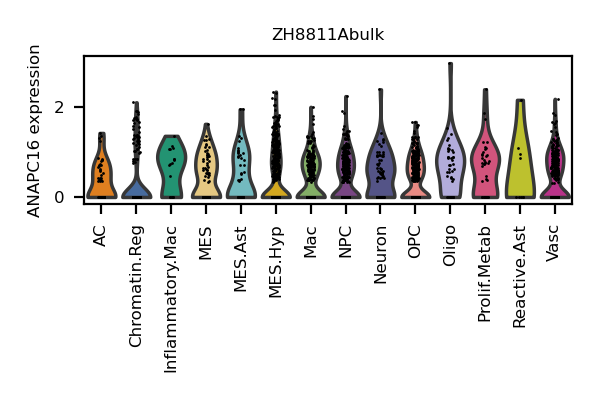 ZH8811Abulk
ANAPC16 expression
2
0
AC
Chromatin.Reg
Inflammatory.Mac
MES
MES.Ast
MES.Hyp
Mac
NPC
Neuron
OPC
Oligo
Prolif.Metab
Reactive.Ast
Vasc